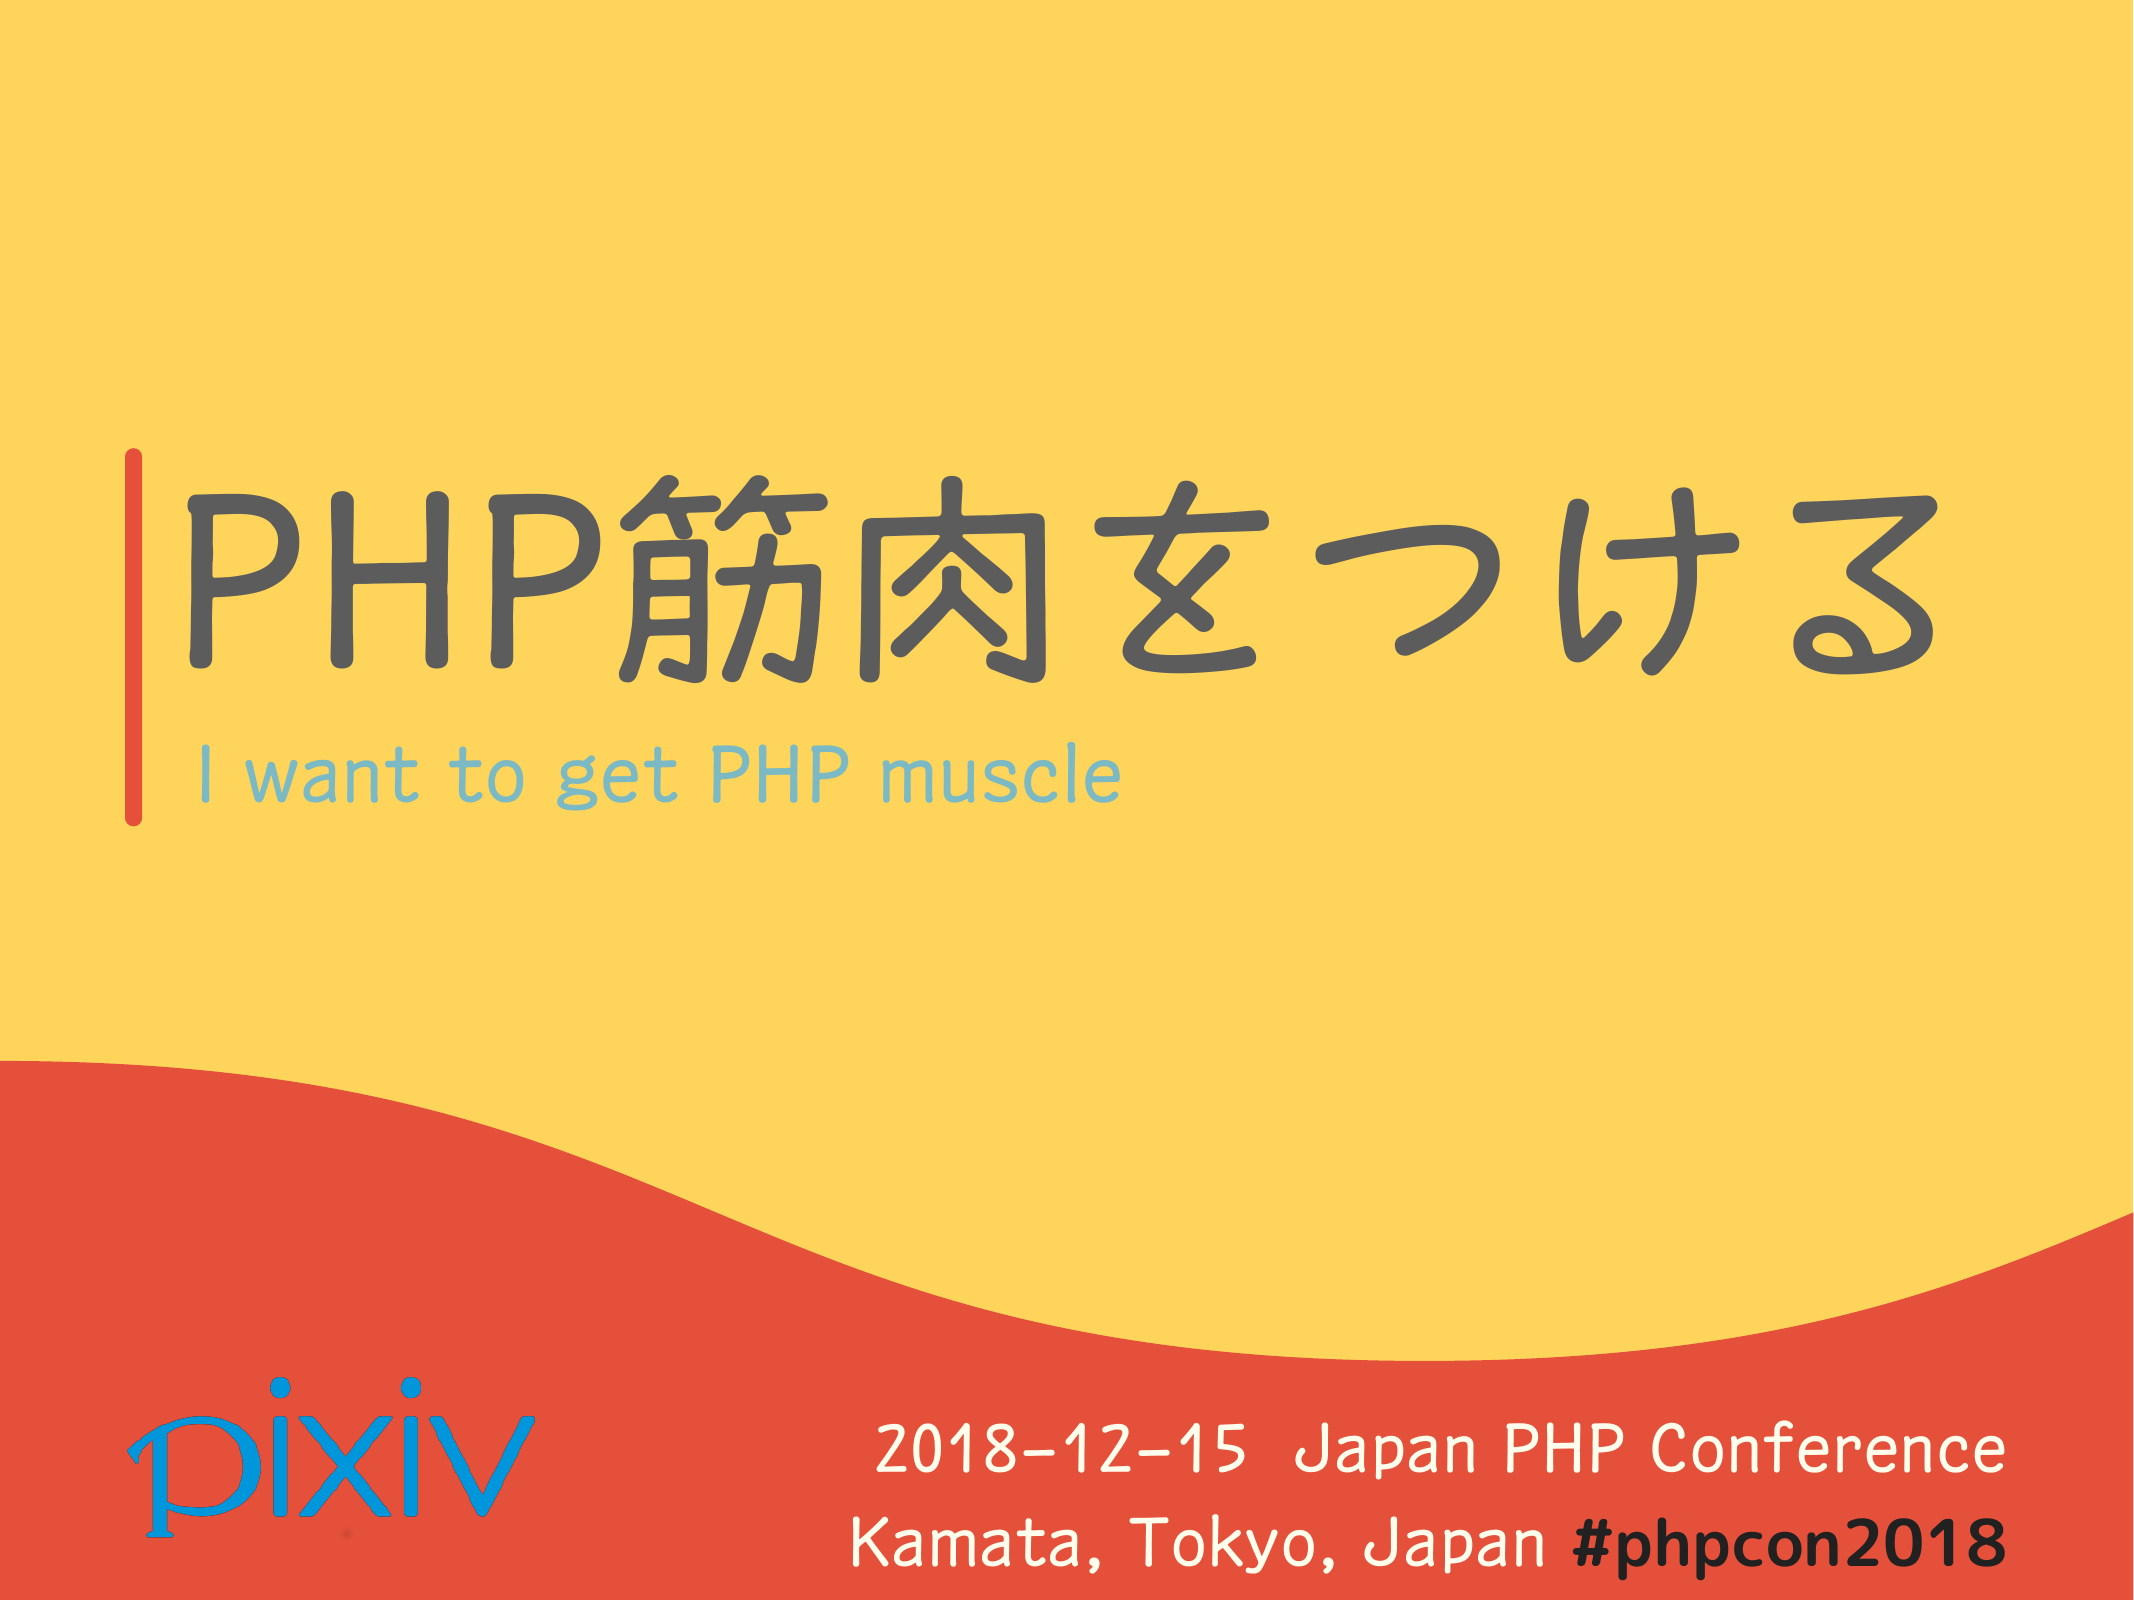 PHP筋肉をつける
I want to get PHP muscle
pixiv
2018-12-15 Japan PHP Conference
Kamata, Tokyo, Japan #phpcon2018